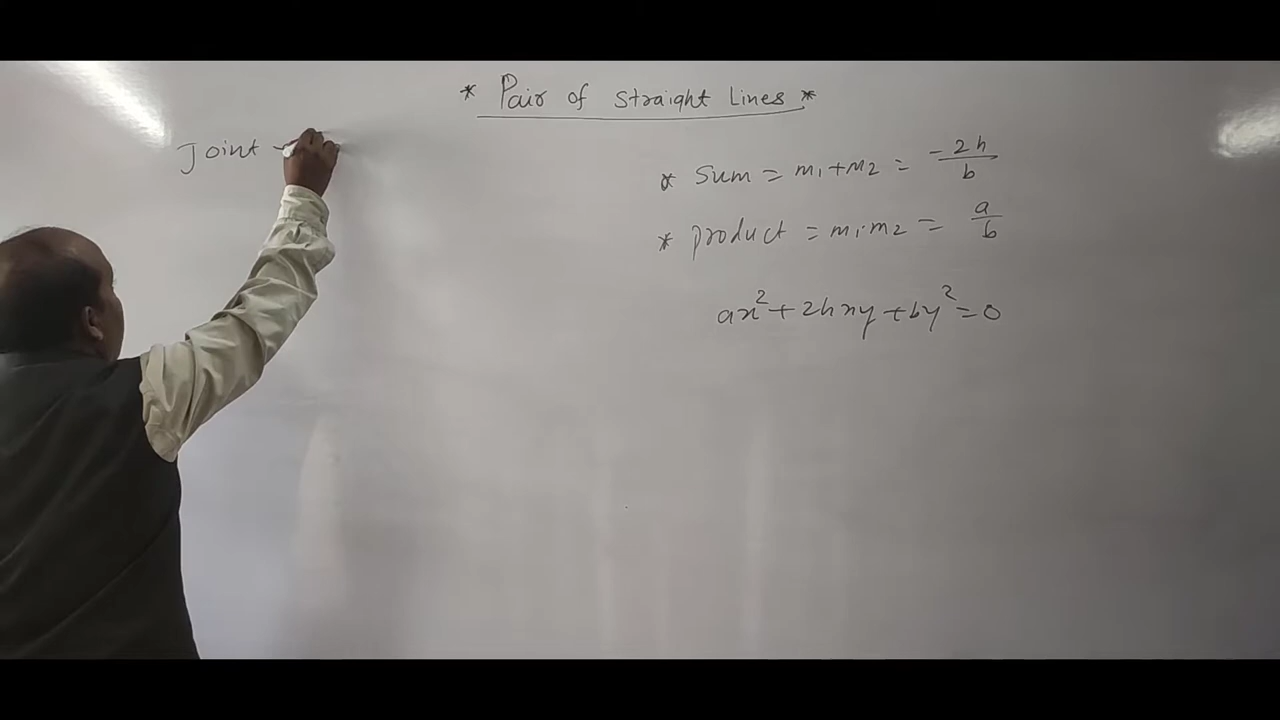 * Pair of Straight Lines *
Joint
* Sum = m₁+m₂ = -2h/b
* product = m₁.m₂ = a/b
ax²+2hxy+by²=0